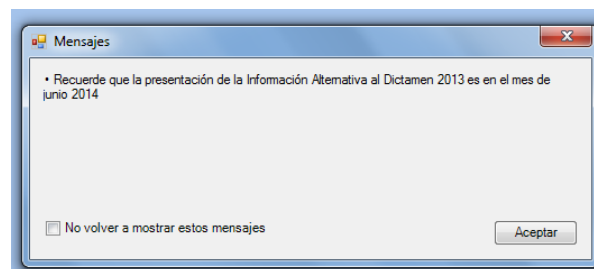 Mensajes
• Recuerde que la presentación de la Información Alternativa al Dictamen 2013 es en el mes de
junio 2014
No volver a mostrar estos mensajes
Aceptar